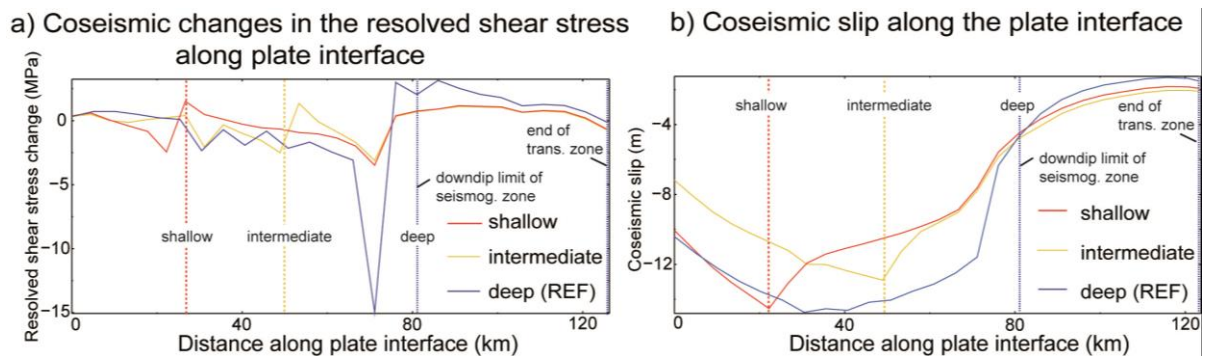 a) Coseismic changes in the resolved shear stress
along plate interface
Resolved shear stress change (MPa)
0
−5
−10
−15
shallow
intermediate
deep
end of
trans. zone
downdip limit of
seismog. zone
shallow
intermediate
deep (REF)
0
40
80
120
Distance along plate interface (km)
b) Coseismic slip along the plate interface
Coseismic slip (m)
−4
−8
−12
shallow
intermediate
deep
end of
trans. zone
downdip limit of
seismog. zone
shallow
intermediate
deep (REF)
0
40
80
120
Distance along plate interface (km)